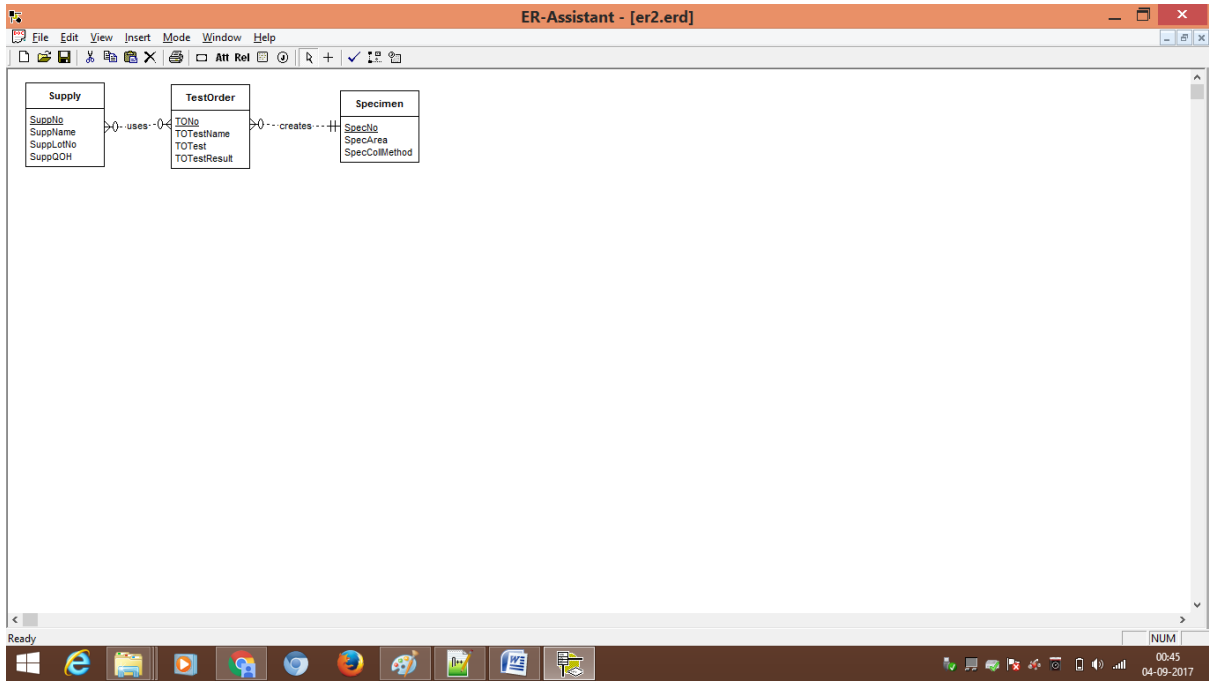 ER-Assistant - [er2.erd]
File Edit View Insert Mode Window Help
Att Rel
Supply
SuppNo
SuppName
SuppLotNo
SuppQOH
uses
TestOrder
TONo
TOTestName
TOTest
TOTestResult
creates
Specimen
SpecNo
SpecArea
SpecCollMethod
Ready
NUM
00:45
04-09-2017